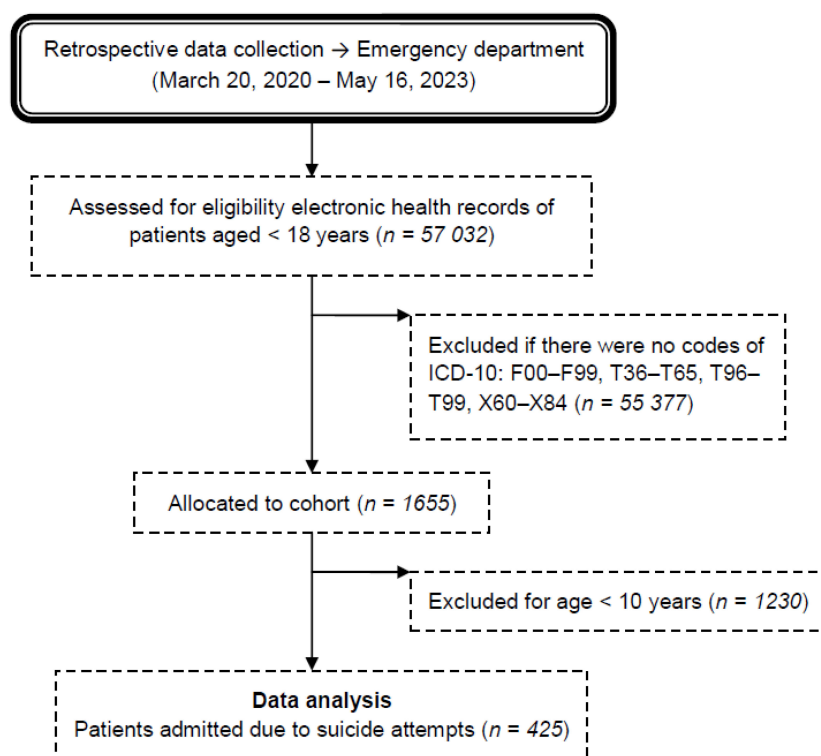 Retrospective data collection → Emergency department
(March 20, 2020 – May 16, 2023)
Assessed for eligibility electronic health records of
patients aged < 18 years (n = 57 032)
Excluded if there were no codes of
ICD-10: F00–F99, T36–T65, T96–
T99, X60–X84 (n = 55 377)
Allocated to cohort (n = 1655)
Excluded for age < 10 years (n = 1230)
Data analysis
Patients admitted due to suicide attempts (n = 425)